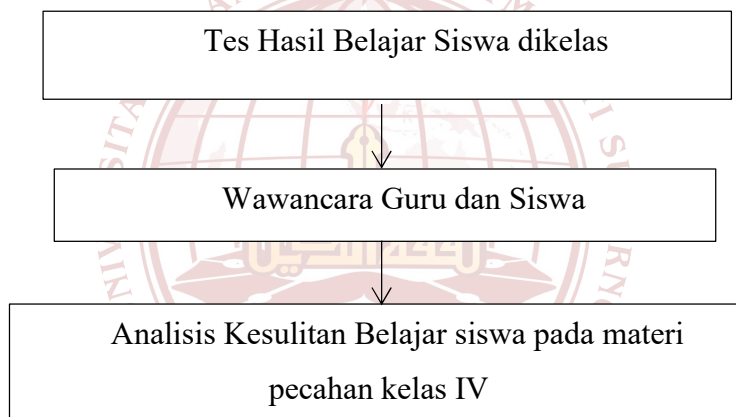 Tes Hasil Belajar Siswa dikelas
Wawancara Guru dan Siswa
Analisis Kesulitan Belajar siswa pada materi
pecahan kelas IV